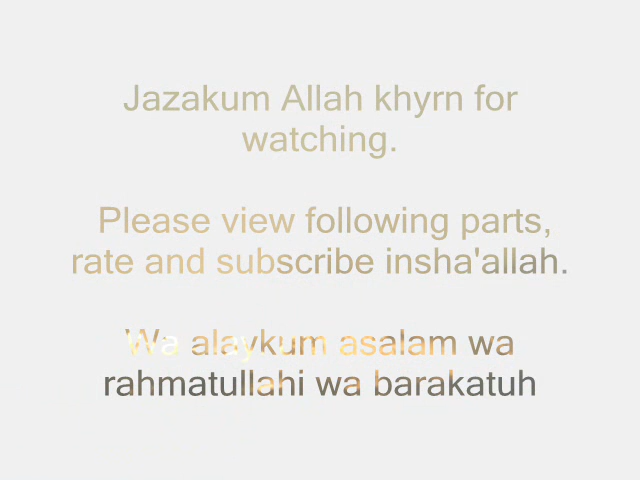 Jazakum Allah khyrn for
watching.
Please view following parts,
rate and subscribe insha'allah.
Wa alaykum asalam wa
rahmatullahi wa barakatuh